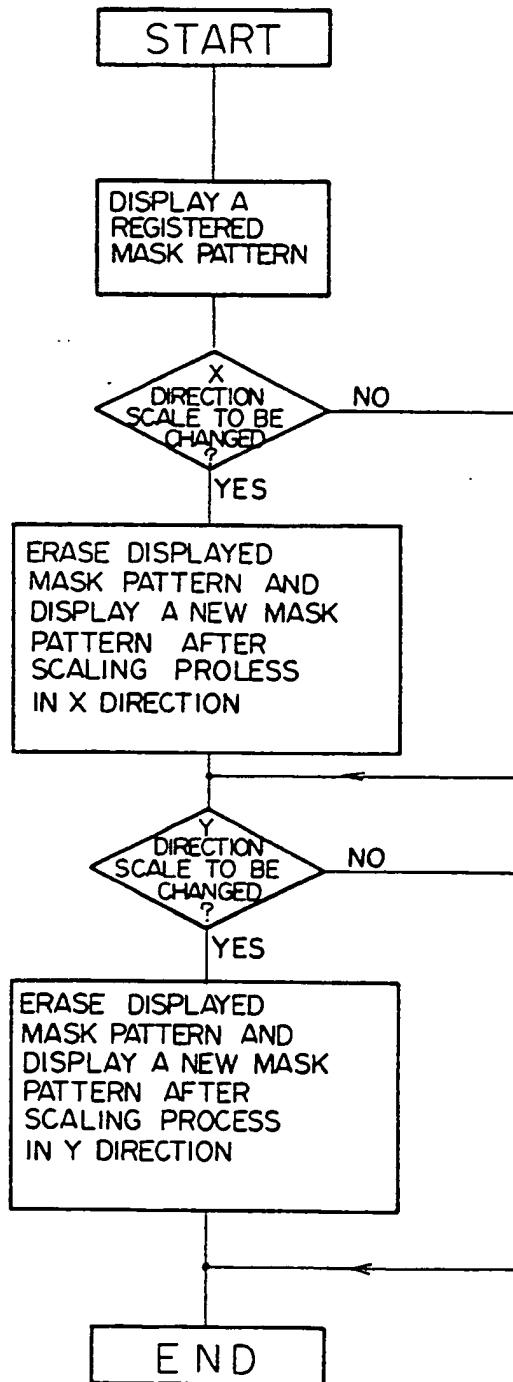 START
DISPLAY A
REGISTERED
MASK PATTERN
X
DIRECTION
SCALE TO BE
CHANGED
?
NO
YES
ERASE DISPLAYED
MASK PATTERN AND
DISPLAY A NEW MASK
PATTERN AFTER
SCALING PROLESS
IN X DIRECTION
Y
DIRECTION
SCALE TO BE
CHANGED
?
NO
YES
ERASE DISPLAYED
MASK PATTERN AND
DISPLAY A NEW MASK
PATTERN AFTER
SCALING PROCESS
IN Y DIRECTION
END